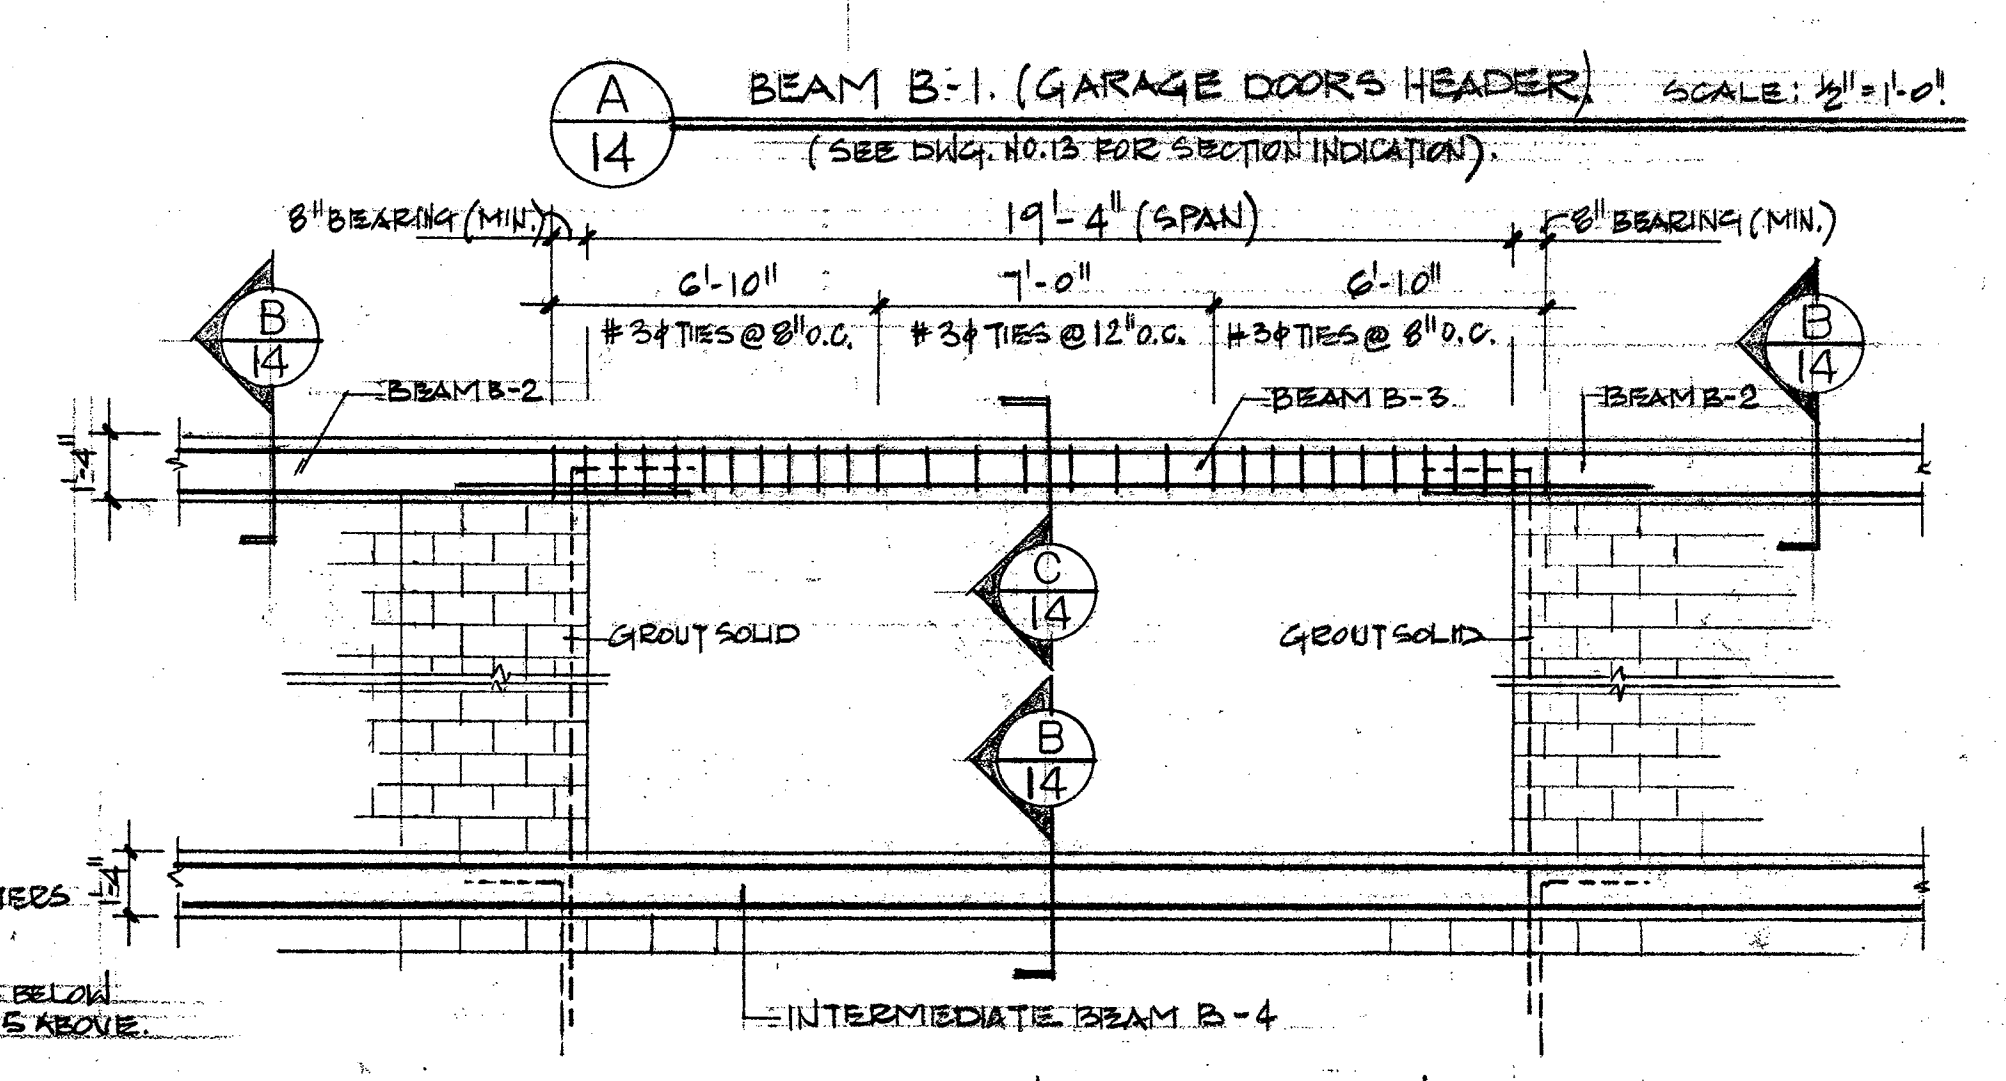 A
14
BEAM B-1. (GARAGE DOORS HEADER). SCALE: ½" = 1'-0".
(SEE DWG. NO. 13 FOR SECTION INDICATION).
8" BEARING (MIN.)
19'-4" (SPAN)
8" BEARING (MIN.)
6'-10"
7'-0"
6'-10"
#3ϕ TIES @ 8" O.C.
#3ϕ TIES @ 12" O.C.
#3ϕ TIES @ 8" O.C.
B
14
B
14
BEAM B-2
BEAM B-3
BEAM B-2
1'-4"
C
14
GROUT SOLID
GROUT SOLID
B
14
1'-4"
BELOW
5 ABOVE.
INTERMEDIATE BEAM B-4